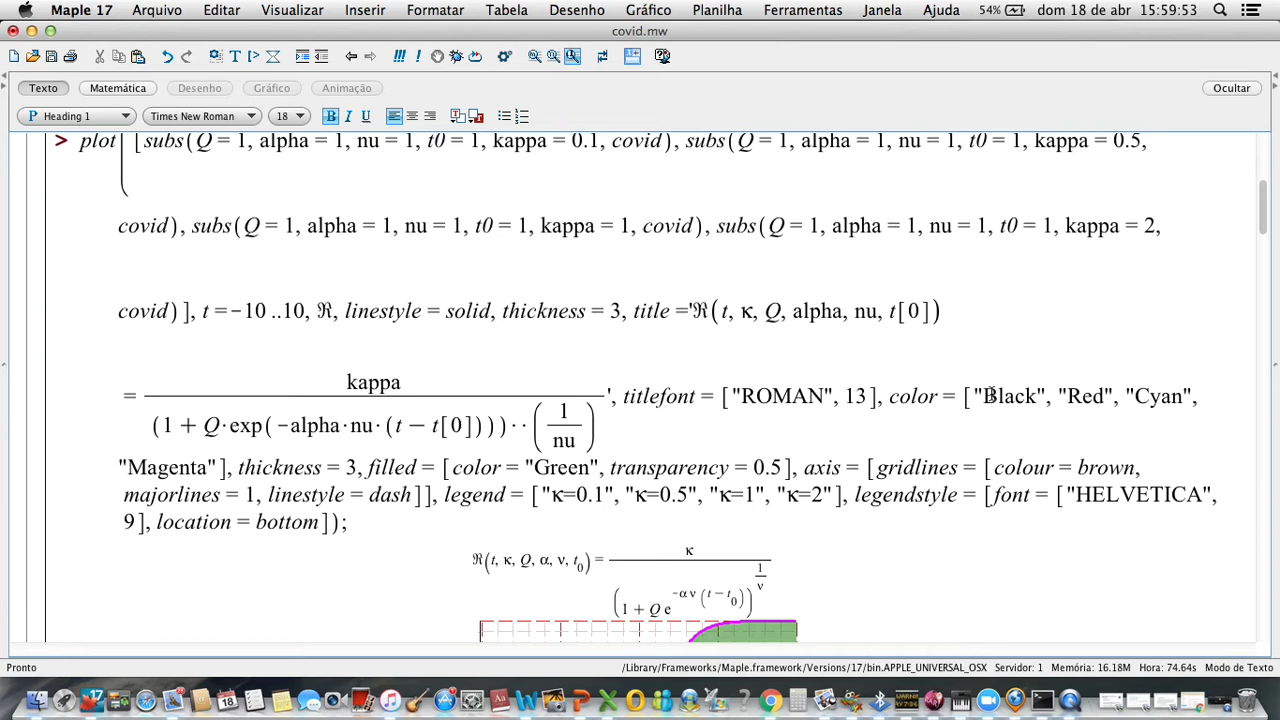 Maple 17 Arquivo Editar Visualizar Inserir Formatar Tabela Desenho Gráfico Planilha Ferramentas Janela Ajuda 54% dom 18 de abr 15:59:53
covid.mw
Texto Matemática Desenho Gráfico Animação Ocultar
P Heading 1 Times New Roman 18 B I U
> plot( [subs(Q = 1, alpha = 1, nu = 1, t0 = 1, kappa = 0.1, covid), subs(Q = 1, alpha = 1, nu = 1, t0 = 1, kappa = 0.5,
covid), subs(Q = 1, alpha = 1, nu = 1, t0 = 1, kappa = 1, covid), subs(Q = 1, alpha = 1, nu = 1, t0 = 1, kappa = 2,
covid)], t = −10 ..10, ℜ, linestyle = solid, thickness = 3, title ='ℜ(t, κ, Q, alpha, nu, t[0])
= kappa / (1 + Q·exp(−alpha·nu·(t − t[0])))··(1/nu)', titlefont = ["ROMAN", 13], color = ["Black", "Red", "Cyan",
"Magenta"], thickness = 3, filled = [color = "Green", transparency = 0.5], axis = [gridlines = [colour = brown,
majorlines = 1, linestyle = dash]], legend = ["κ=0.1", "κ=0.5", "κ=1", "κ=2"], legendstyle = [font = ["HELVETICA",
9], location = bottom]);
ℜ(t, κ, Q, α, ν, t0) = κ / (1 + Q e^(−α ν (t − t0)))^(1/ν)
Pronto /Library/Frameworks/Maple.framework/Versions/17/bin.APPLE_UNIVERSAL_OSX Servidor: 1 Memória: 16.18M Hora: 74.64s Modo de Texto